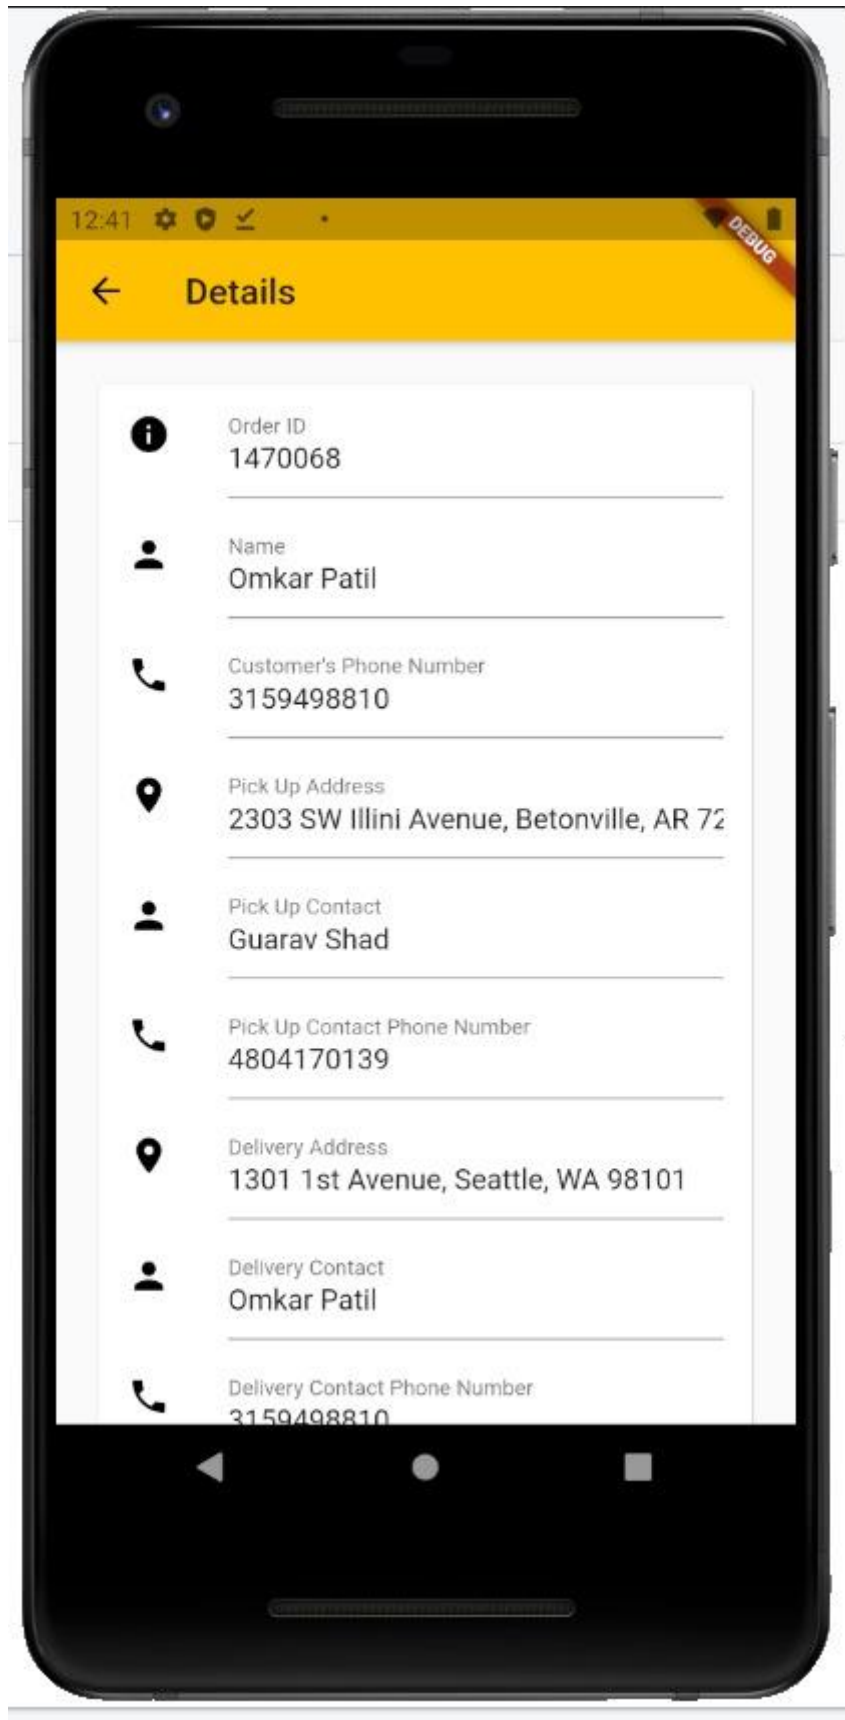 12:41
DEBUG
Details
Order ID
1470068
Name
Omkar Patil
Customer's Phone Number
3159498810
Pick Up Address
2303 SW Illini Avenue, Betonville, AR 72
Pick Up Contact
Guarav Shad
Pick Up Contact Phone Number
4804170139
Delivery Address
1301 1st Avenue, Seattle, WA 98101
Delivery Contact
Omkar Patil
Delivery Contact Phone Number
3159498810